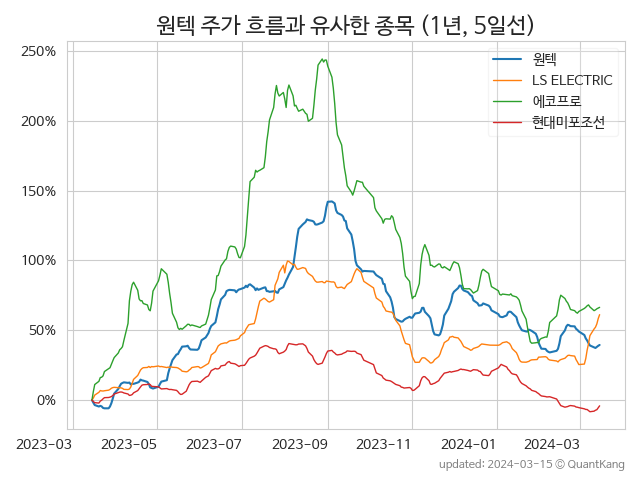 원텍 주가 흐름과 유사한 종목 (1년, 5일선)
250%
200%
150%
100%
50%
0%
원텍
LS ELECTRIC
에코프로
현대미포조선
2023-03
2023-05
2023-07
2023-09
2023-11
2024-01
2024-03
updated: 2024-03-15 © QuantKang